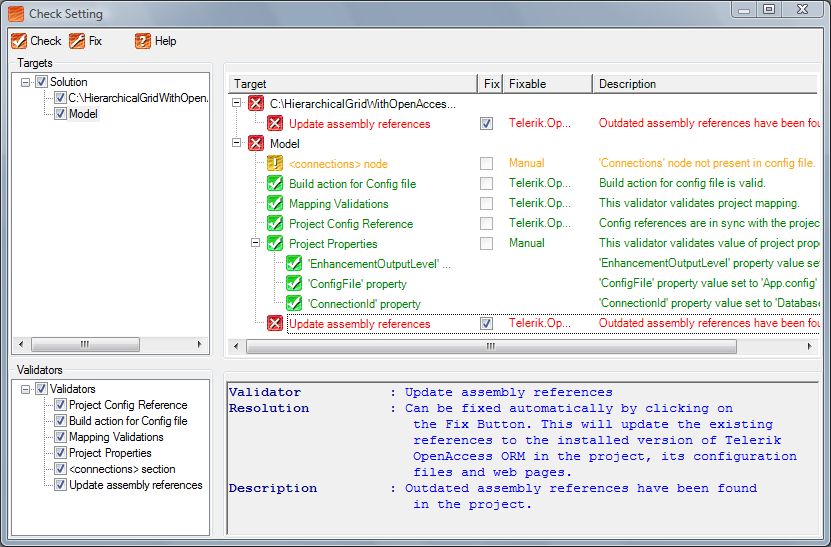 Check Setting
Check Fix Help
Targets
Solution
C:\HierarchicalGridWithOpen.
Model
Target Fix Fixable Description
C:\HierarchicalGridWithOpenAcces...
Update assembly references Telerik.Op... Outdated assembly references have been fou
Model
<connections> node Manual 'Connections' node not present in config file.
Build action for Config file Telerik.Op... Build action for config file is valid.
Mapping Validations Telerik.Op... This validator validates project mapping.
Project Config Reference Telerik.Op... Config references are in sync with the projec
Project Properties Manual This validator validates value of project prop
'EnhancementOutputLevel' ... 'EnhancementOutputLevel' property value set
'ConfigFile' property 'ConfigFile' property value set to 'App.config'
'ConnectionId' property 'ConnectionId' property value set to 'Database
Update assembly references Telerik.Op... Outdated assembly references have been fou
Validators
Validators
Project Config Reference
Build action for Config file
Mapping Validations
Project Properties
<connections> section
Update assembly references
Validator : Update assembly references
Resolution : Can be fixed automatically by clicking on
the Fix Button. This will update the existing
references to the installed version of Telerik
OpenAccess ORM in the project, its configuration
files and web pages.
Description : Outdated assembly references have been found
in the project.